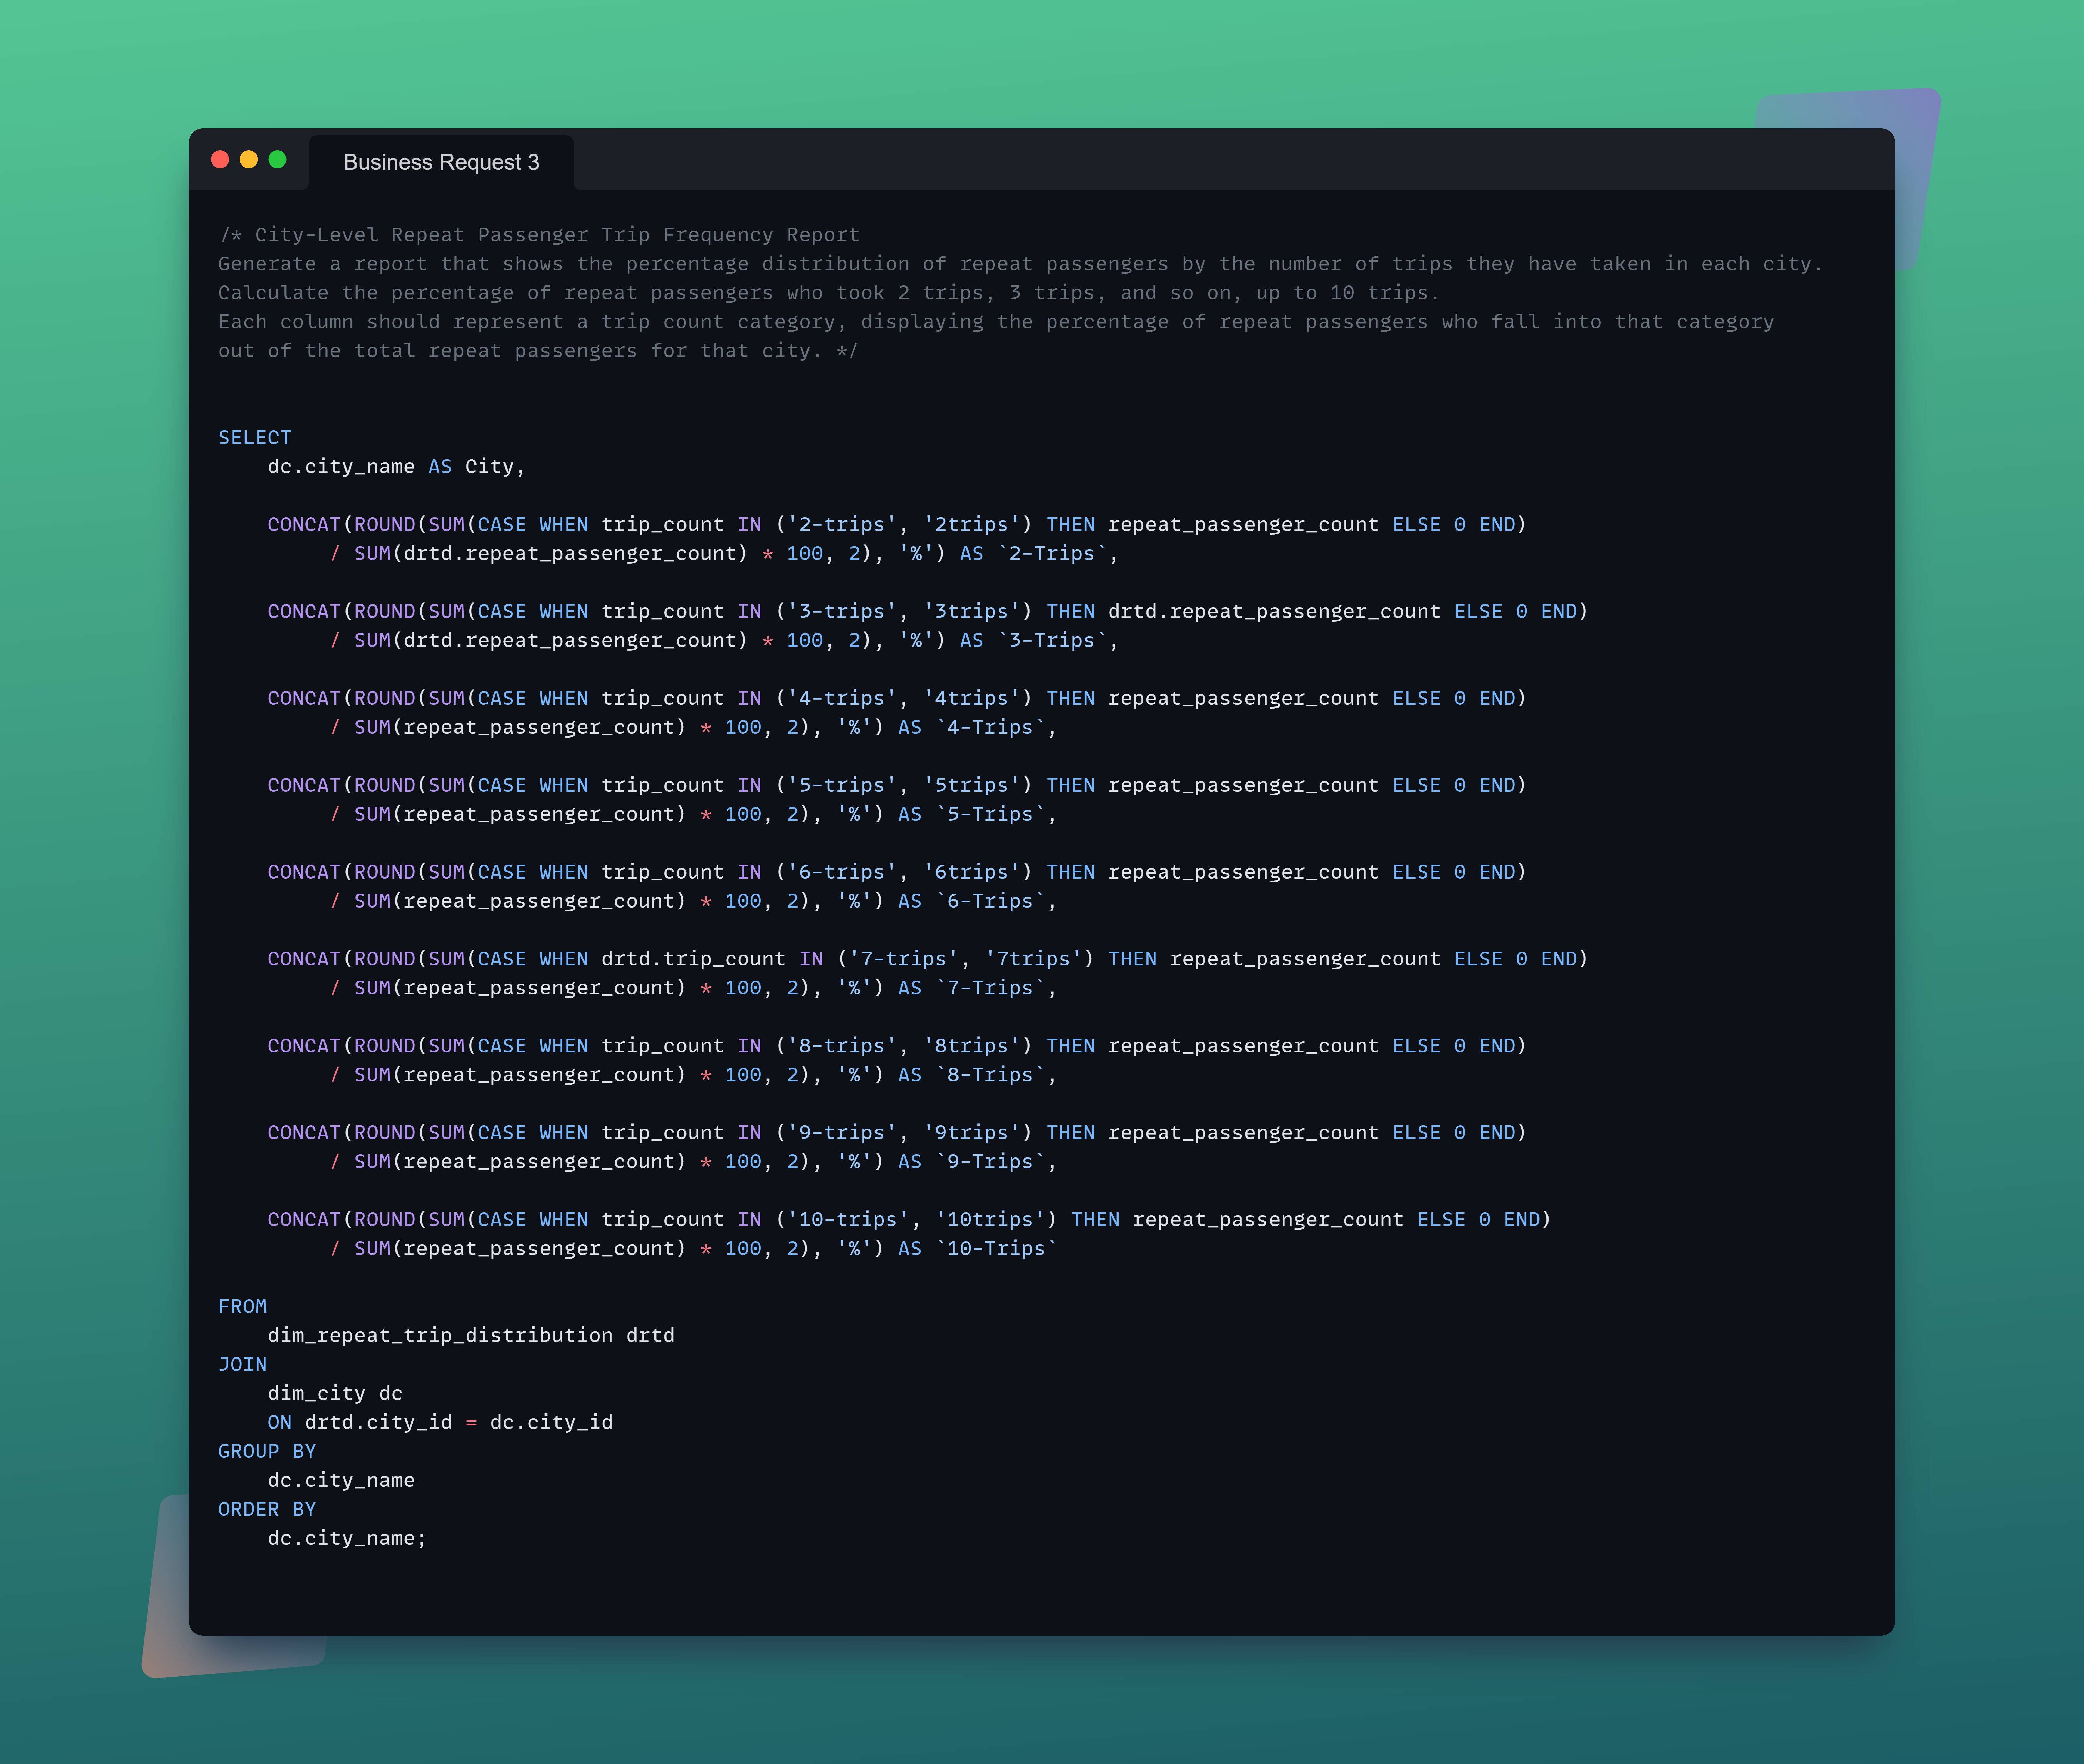 Business Request 3
/* City-Level Repeat Passenger Trip Frequency Report
Generate a report that shows the percentage distribution of repeat passengers by the number of trips they have taken in each city.
Calculate the percentage of repeat passengers who took 2 trips, 3 trips, and so on, up to 10 trips.
Each column should represent a trip count category, displaying the percentage of repeat passengers who fall into that category
out of the total repeat passengers for that city. */
SELECT
    dc.city_name AS City,
    CONCAT(ROUND(SUM(CASE WHEN trip_count IN ('2-trips', '2trips') THEN repeat_passenger_count ELSE 0 END)
         / SUM(drtd.repeat_passenger_count) * 100, 2), '%') AS `2-Trips`,
    CONCAT(ROUND(SUM(CASE WHEN trip_count IN ('3-trips', '3trips') THEN drtd.repeat_passenger_count ELSE 0 END)
         / SUM(drtd.repeat_passenger_count) * 100, 2), '%') AS `3-Trips`,
    CONCAT(ROUND(SUM(CASE WHEN trip_count IN ('4-trips', '4trips') THEN repeat_passenger_count ELSE 0 END)
         / SUM(repeat_passenger_count) * 100, 2), '%') AS `4-Trips`,
    CONCAT(ROUND(SUM(CASE WHEN trip_count IN ('5-trips', '5trips') THEN repeat_passenger_count ELSE 0 END)
         / SUM(repeat_passenger_count) * 100, 2), '%') AS `5-Trips`,
    CONCAT(ROUND(SUM(CASE WHEN trip_count IN ('6-trips', '6trips') THEN repeat_passenger_count ELSE 0 END)
         / SUM(repeat_passenger_count) * 100, 2), '%') AS `6-Trips`,
    CONCAT(ROUND(SUM(CASE WHEN drtd.trip_count IN ('7-trips', '7trips') THEN repeat_passenger_count ELSE 0 END)
         / SUM(repeat_passenger_count) * 100, 2), '%') AS `7-Trips`,
    CONCAT(ROUND(SUM(CASE WHEN trip_count IN ('8-trips', '8trips') THEN repeat_passenger_count ELSE 0 END)
         / SUM(repeat_passenger_count) * 100, 2), '%') AS `8-Trips`,
    CONCAT(ROUND(SUM(CASE WHEN trip_count IN ('9-trips', '9trips') THEN repeat_passenger_count ELSE 0 END)
         / SUM(repeat_passenger_count) * 100, 2), '%') AS `9-Trips`,
    CONCAT(ROUND(SUM(CASE WHEN trip_count IN ('10-trips', '10trips') THEN repeat_passenger_count ELSE 0 END)
         / SUM(repeat_passenger_count) * 100, 2), '%') AS `10-Trips`
FROM
    dim_repeat_trip_distribution drtd
JOIN
    dim_city dc
    ON drtd.city_id = dc.city_id
GROUP BY
    dc.city_name
ORDER BY
    dc.city_name;